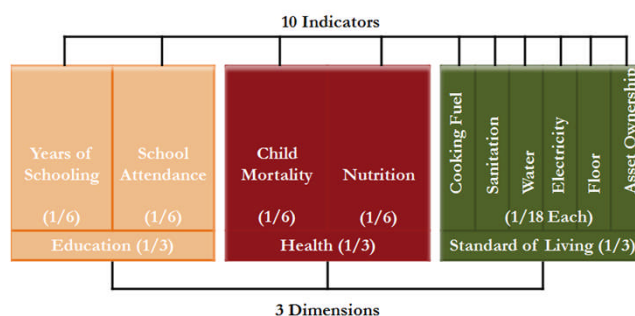 10 Indicators
Years of
Schooling
(1/6)
School
Attendance
(1/6)
Education (1/3)
Child
Mortality
(1/6)
Nutrition
(1/6)
Health (1/3)
Cooking Fuel
Sanitation
Water
Electricity
Floor
Asset Ownership
(1/18 Each)
Standard of Living (1/3)
3 Dimensions